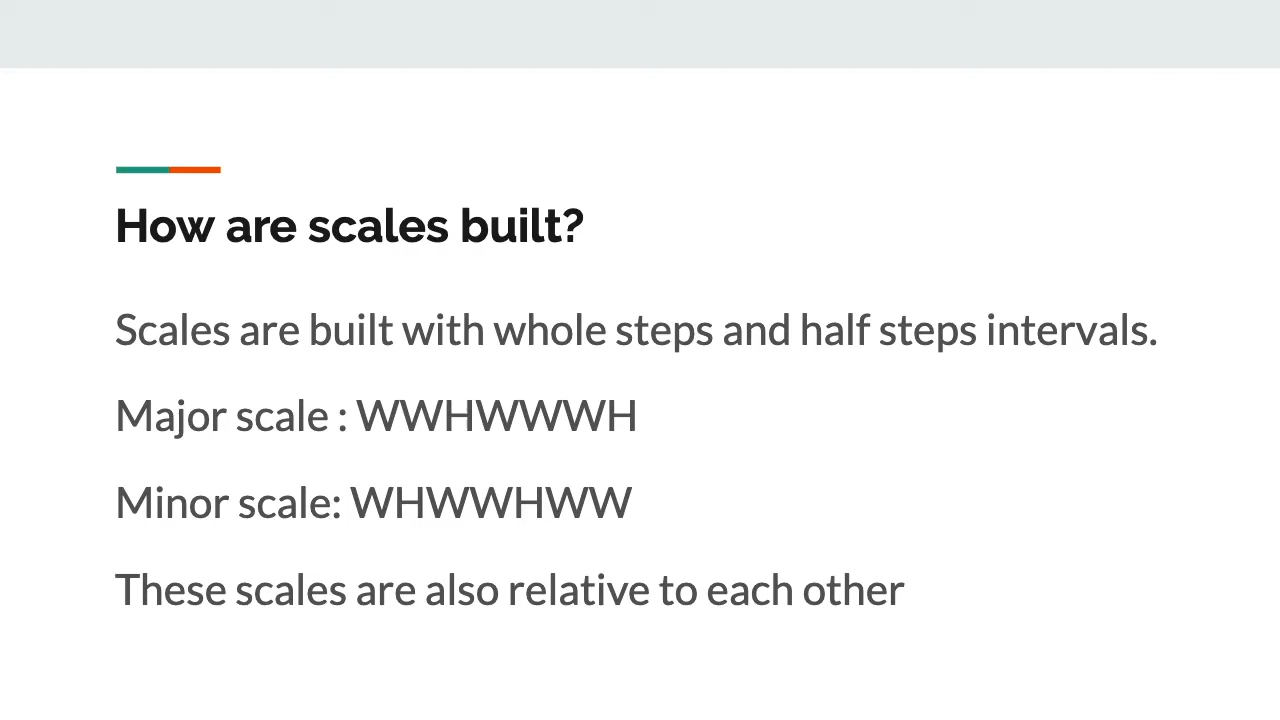 How are scales built?
Scales are built with whole steps and half steps intervals.
Major scale : WWHWWWH
Minor scale: WHWWHWW
These scales are also relative to each other